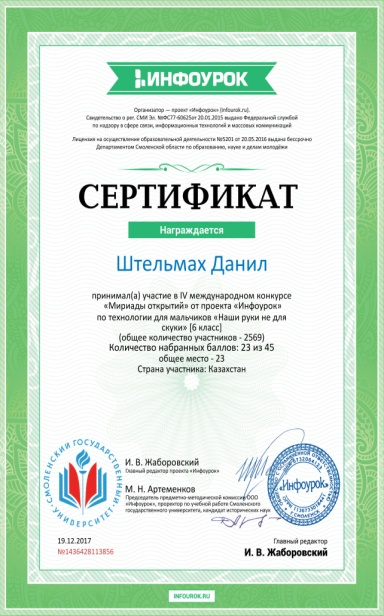 ИНФОУРОК
Организатор — проект «Инфоурок» (Infourok.ru).
Свидетельство о рег. СМИ Эл. №ФС77-60625от 20.01.2015 выдано Федеральной службой
по надзору в сфере связи, информационных технологий и массовых коммуникаций
Лицензия на осуществление образовательной деятельности №5201 от 20.05.2016 выдана бессрочно
Департаментом Смоленской области по образованию, науке и делам молодёжи
СЕРТИФИКАТ
Награждается
Штельмах Данил
принимал(а) участие в IV международном конкурсе
«Мириады открытий» от проекта «Инфоурок»
по технологии для мальчиков «Наши руки не для
скуки» [6 класс]
(общее количество участников - 2569)
Количество набранных баллов: 23 из 45
общее место - 23
Страна участника: Казахстан
СМОЛЕНСКИЙ ГОСУДАРСТВЕННЫЙ УНИВЕРСИТЕТ
И. В. Жаборовский
Главный редактор проекта «Инфоурок»
М. Н. Артеменков
Председатель предметно-методической комиссии ООО
«Инфоурок», проректор по учебной работе Смоленского
государственного университета, кандидат исторических наук
«Инфоурок»
19.12.2017
№1436428113856
Главный редактор
И. В. Жаборовский
INFOUROK.RU